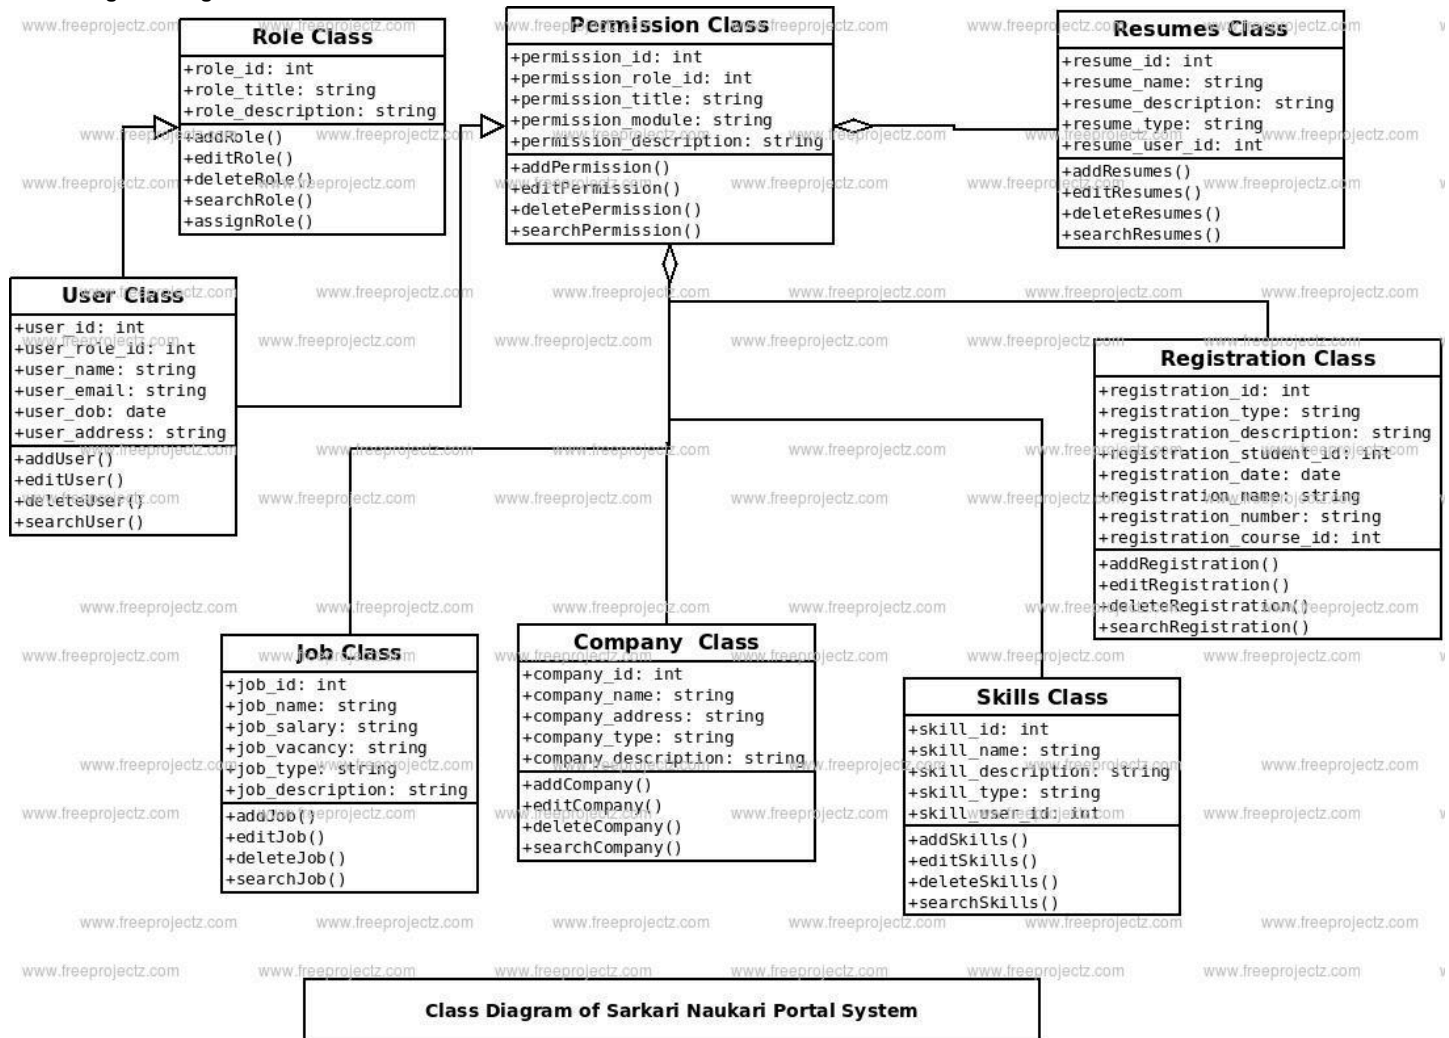 Role Class
+role_id: int
+role_title: string
+role_description: string
+addRole()
+editRole()
+deleteRole()
+searchRole()
+assignRole()
Permission Class
+permission_id: int
+permission_role_id: int
+permission_title: string
+permission_module: string
+permission_description: string
+addPermission()
+editPermission()
+deletePermission()
+searchPermission()
Resumes Class
+resume_id: int
+resume_name: string
+resume_description: string
+resume_type: string
+resume_user_id: int
+addResumes()
+editResumes()
+deleteResumes()
+searchResumes()
User Class
+user_id: int
+user_role_id: int
+user_name: string
+user_email: string
+user_dob: date
+user_address: string
+addUser()
+editUser()
+deleteUser()
+searchUser()
Registration Class
+registration_id: int
+registration_type: string
+registration_description: string
+registration_student_id: int
+registration_date: date
+registration_name: string
+registration_number: string
+registration_course_id: int
+addRegistration()
+editRegistration()
+deleteRegistration()
+searchRegistration()
Job Class
+job_id: int
+job_name: string
+job_salary: string
+job_vacancy: string
+job_type: string
+job_description: string
+addJob()
+editJob()
+deleteJob()
+searchJob()
Company Class
+company_id: int
+company_name: string
+company_address: string
+company_type: string
+company_description: string
+addCompany()
+editCompany()
+deleteCompany()
+searchCompany()
Skills Class
+skill_id: int
+skill_name: string
+skill_description: string
+skill_type: string
+skill_user_id: int
+addSkills()
+editSkills()
+deleteSkills()
+searchSkills()
Class Diagram of Sarkari Naukari Portal System
www.freeprojectz.com